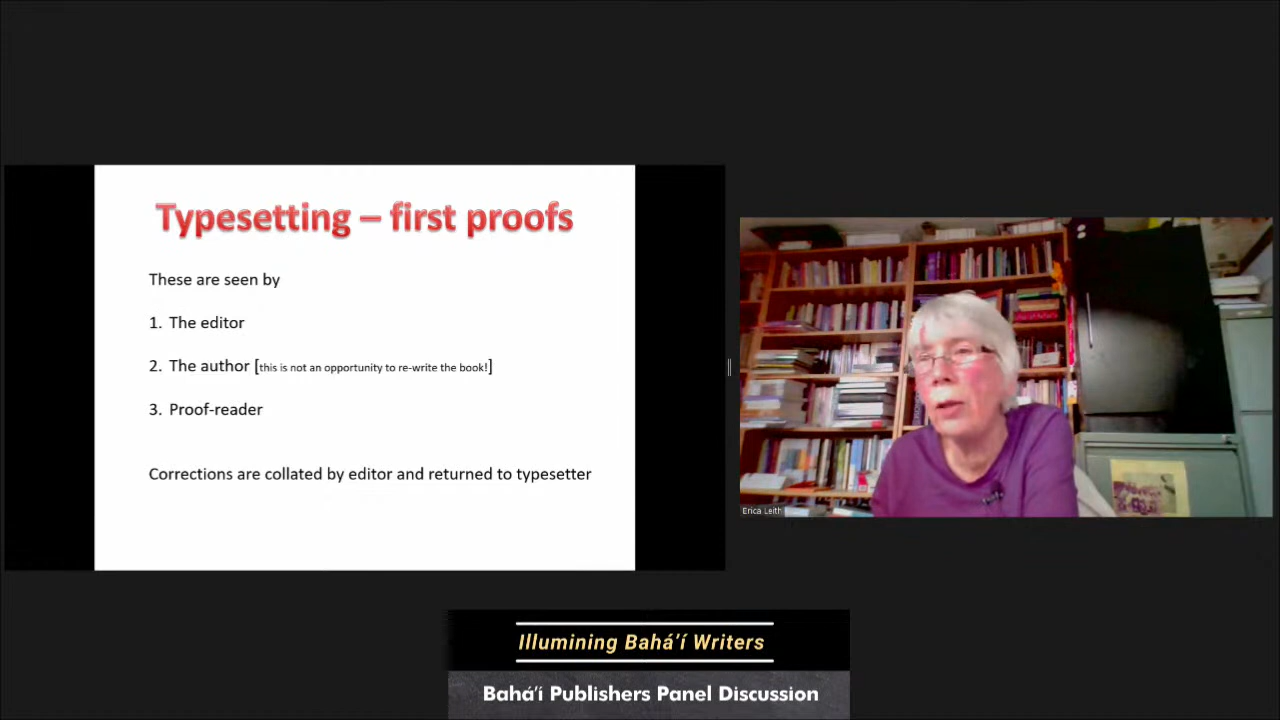 Typesetting – first proofs
These are seen by
1. The editor
2. The author [this is not an opportunity to re-write the book!]
3. Proof-reader
Corrections are collated by editor and returned to typesetter
Erica Leith
Illumining Bahá’í Writers
Bahá’í Publishers Panel Discussion